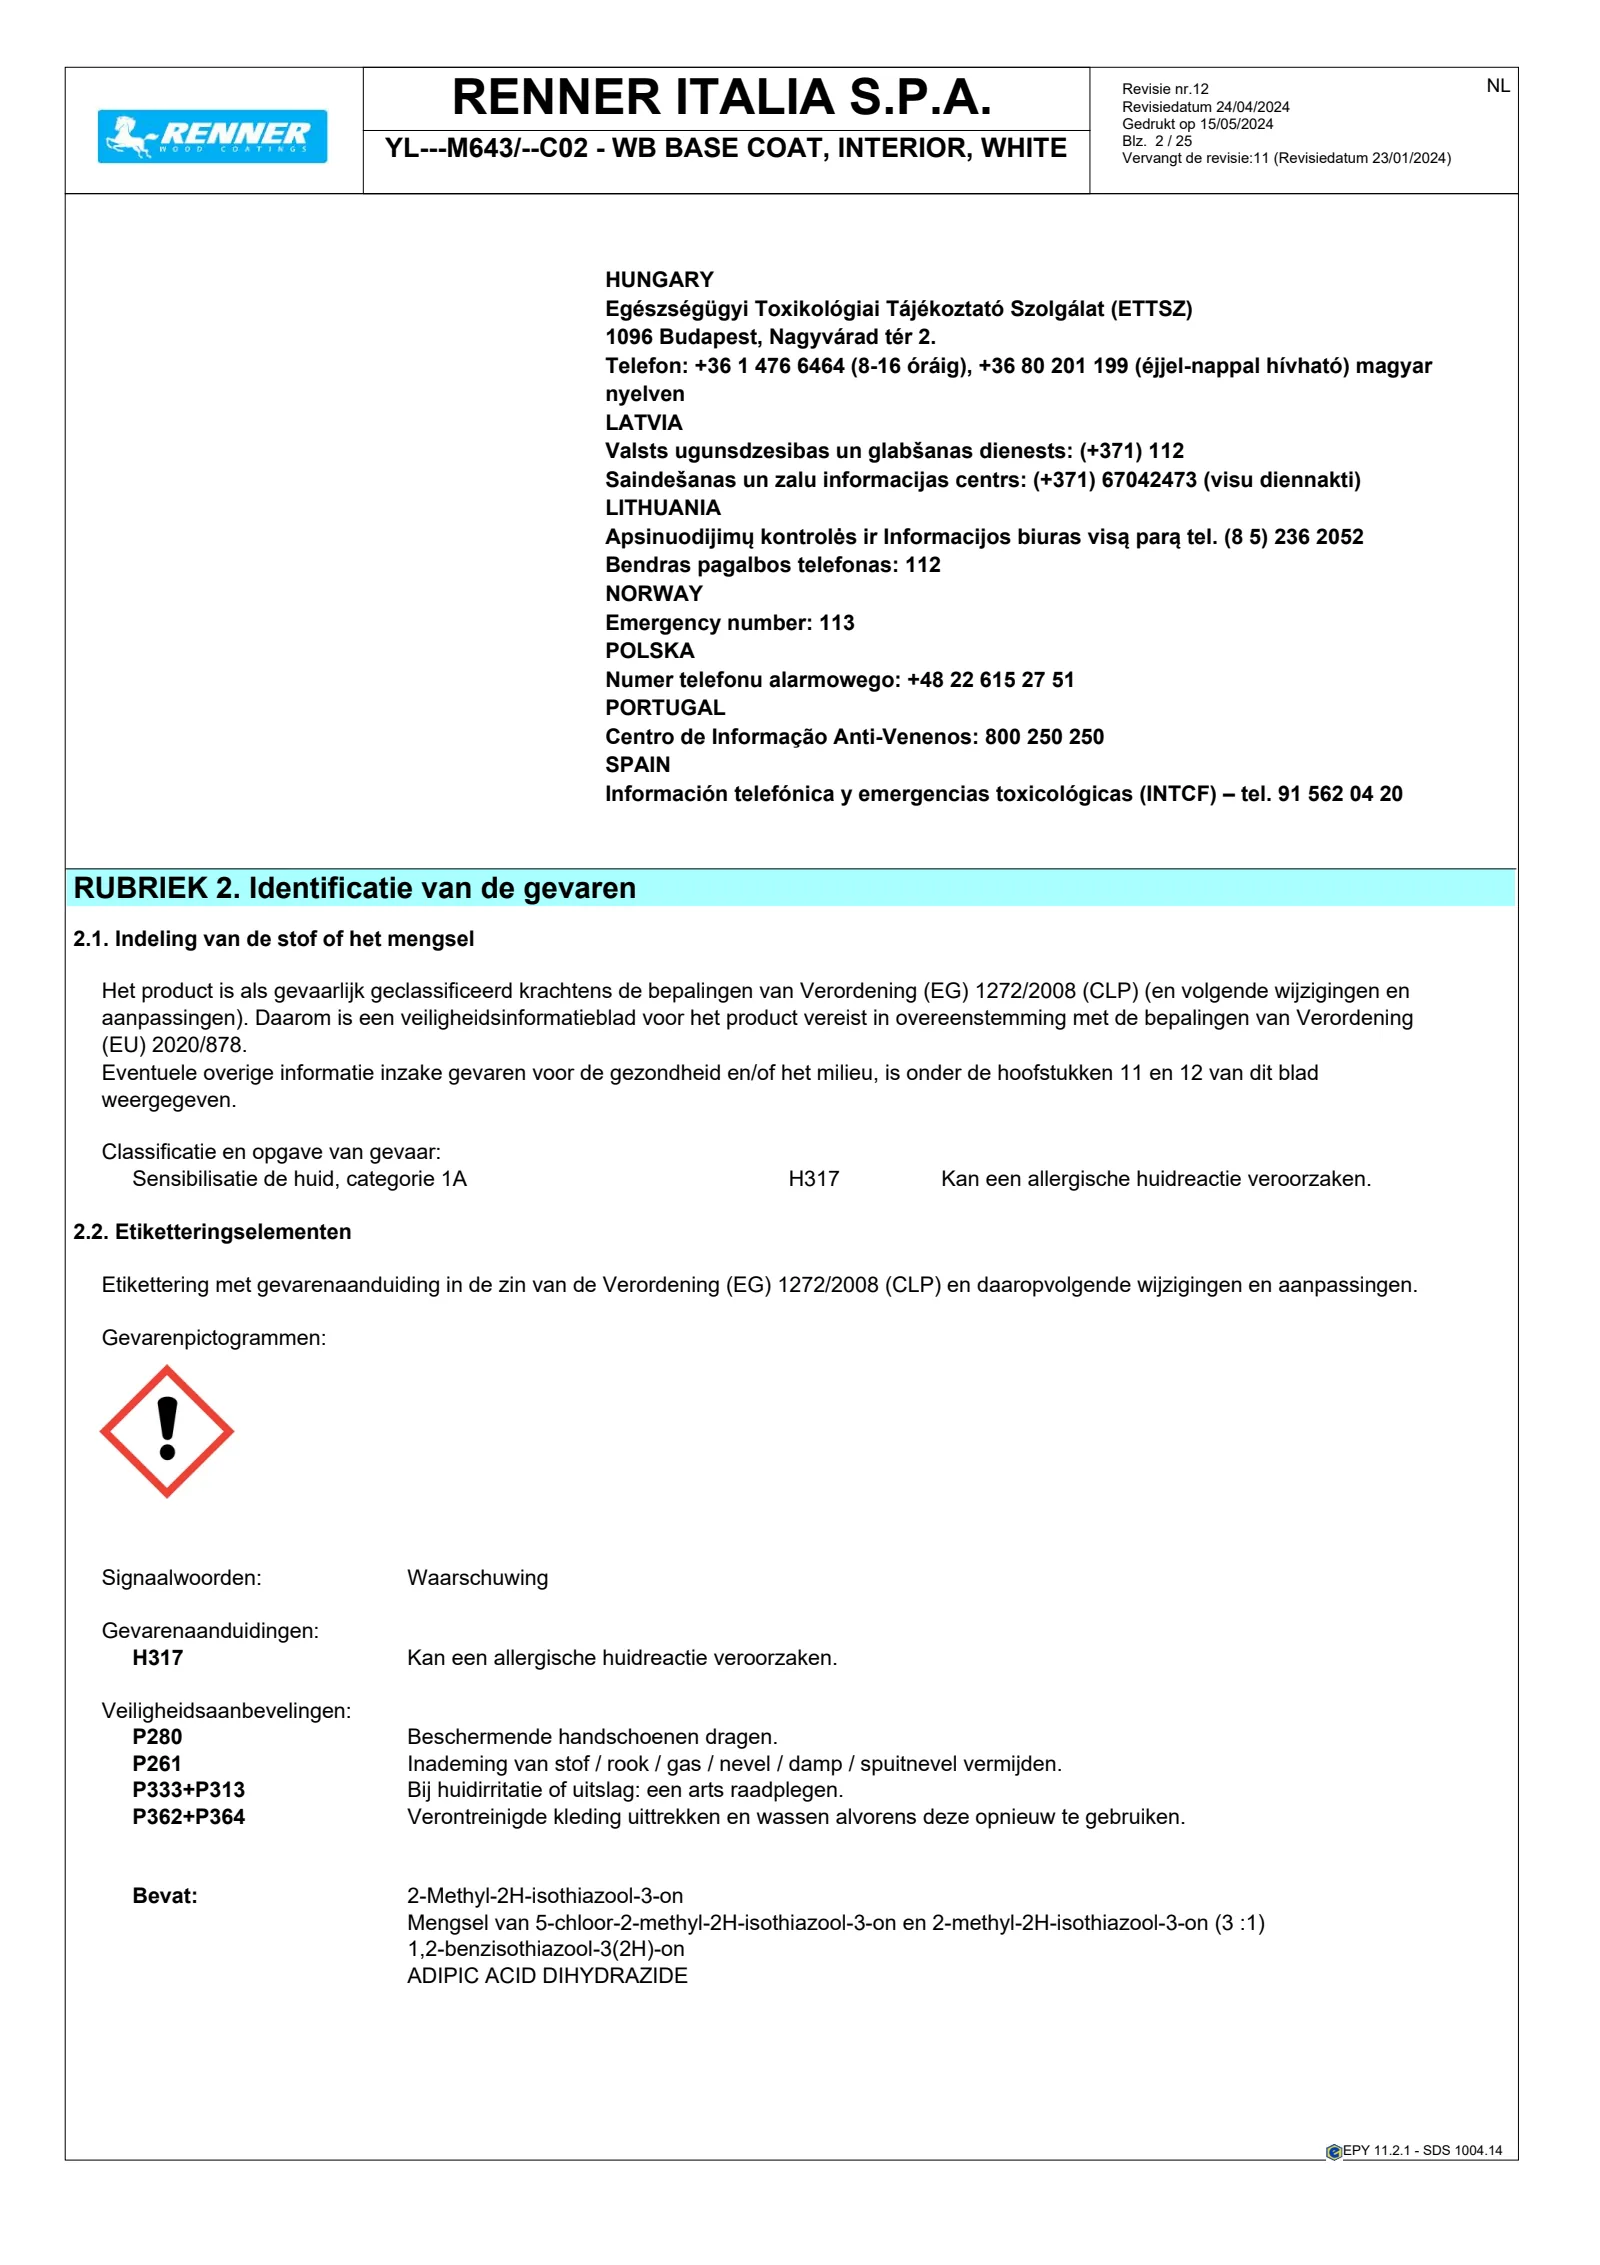 RENNER
WOOD COATINGS
RENNER ITALIA S.P.A.
YL---M643/--C02 - WB BASE COAT, INTERIOR, WHITE
NL
Revisie nr.12
Revisiedatum 24/04/2024
Gedrukt op 15/05/2024
Blz. 2 / 25
Vervangt de revisie:11 (Revisiedatum 23/01/2024)
HUNGARY
Egészségügyi Toxikológiai Tájékoztató Szolgálat (ETTSZ)
1096 Budapest, Nagyvárad tér 2.
Telefon: +36 1 476 6464 (8-16 óráig), +36 80 201 199 (éjjel-nappal hívható) magyar
nyelven
LATVIA
Valsts ugunsdzesibas un glabšanas dienests: (+371) 112
Saindešanas un zalu informacijas centrs: (+371) 67042473 (visu diennakti)
LITHUANIA
Apsinuodijimų kontrolės ir Informacijos biuras visą parą tel. (8 5) 236 2052
Bendras pagalbos telefonas: 112
NORWAY
Emergency number: 113
POLSKA
Numer telefonu alarmowego: +48 22 615 27 51
PORTUGAL
Centro de Informação Anti-Venenos: 800 250 250
SPAIN
Información telefónica y emergencias toxicológicas (INTCF) – tel. 91 562 04 20
RUBRIEK 2. Identificatie van de gevaren
2.1. Indeling van de stof of het mengsel
Het product is als gevaarlijk geclassificeerd krachtens de bepalingen van Verordening (EG) 1272/2008 (CLP) (en volgende wijzigingen en
aanpassingen). Daarom is een veiligheidsinformatieblad voor het product vereist in overeenstemming met de bepalingen van Verordening
(EU) 2020/878.
Eventuele overige informatie inzake gevaren voor de gezondheid en/of het milieu, is onder de hoofstukken 11 en 12 van dit blad
weergegeven.
Classificatie en opgave van gevaar:
Sensibilisatie de huid, categorie 1A H317 Kan een allergische huidreactie veroorzaken.
2.2. Etiketteringselementen
Etikettering met gevarenaanduiding in de zin van de Verordening (EG) 1272/2008 (CLP) en daaropvolgende wijzigingen en aanpassingen.
Gevarenpictogrammen:
Signaalwoorden: Waarschuwing
Gevarenaanduidingen:
H317 Kan een allergische huidreactie veroorzaken.
Veiligheidsaanbevelingen:
P280 Beschermende handschoenen dragen.
P261 Inademing van stof / rook / gas / nevel / damp / spuitnevel vermijden.
P333+P313 Bij huidirritatie of uitslag: een arts raadplegen.
P362+P364 Verontreinigde kleding uittrekken en wassen alvorens deze opnieuw te gebruiken.
Bevat: 2-Methyl-2H-isothiazool-3-on
Mengsel van 5-chloor-2-methyl-2H-isothiazool-3-on en 2-methyl-2H-isothiazool-3-on (3 :1)
1,2-benzisothiazool-3(2H)-on
ADIPIC ACID DIHYDRAZIDE
EPY 11.2.1 - SDS 1004.14